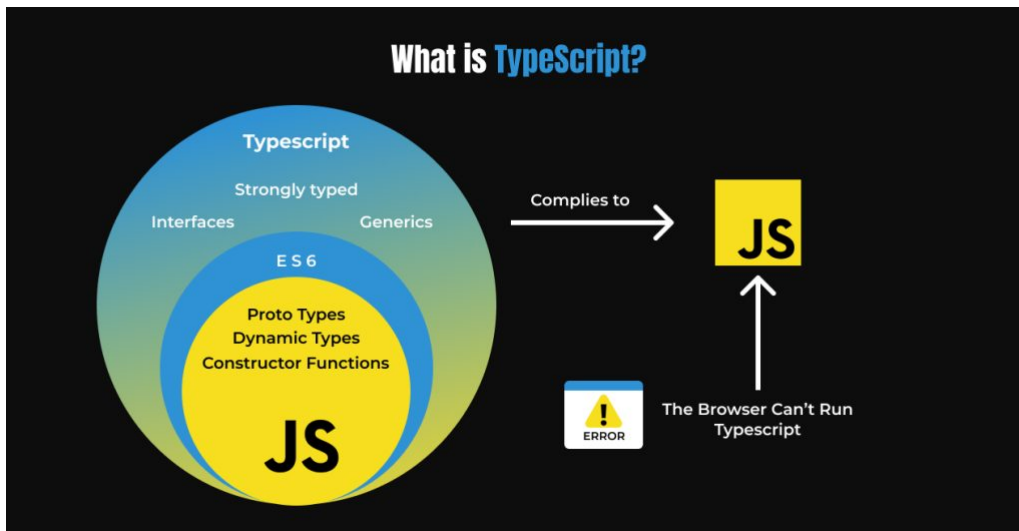 What is TypeScript?
Typescript
Strongly typed
Interfaces
Generics
E S 6
Proto Types
Dynamic Types
Constructor Functions
JS
Complies to
JS
ERROR
The Browser Can't Run
Typescript